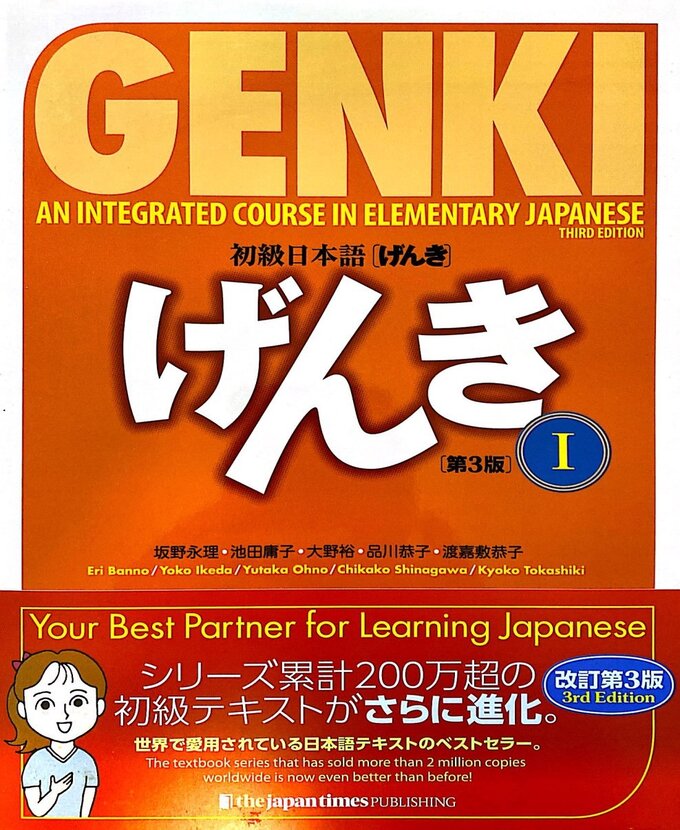 GENKI
AN INTEGRATED COURSE IN ELEMENTARY JAPANESE
THIRD EDITION
初級日本語[げんき]
げんき
[第3版]
I
坂野永理・池田庸子・大野裕・品川恭子・渡嘉敷恭子
Eri Banno/Yoko Ikeda/Yutaka Ohno/Chikako Shinagawa/Kyoko Tokashiki
Your Best Partner for Learning Japanese
シリーズ累計200万超の
初級テキストがさらに進化。
改訂第3版
3rd Edition
世界で愛用されている日本語テキストのベストセラー。
The textbook series that has sold more than 2 million copies
worldwide is now even better than before!
the japan times PUBLISHING